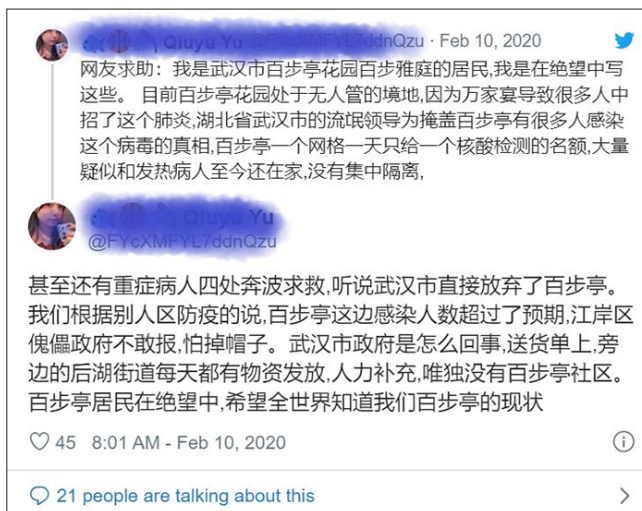 Qiuyu Yu @FYcXMFYL7ddnQzu · Feb 10, 2020
网友求助：我是武汉市百步亭花园百步雅庭的居民,我是在绝望中写
这些。 目前百步亭花园处于无人管的境地,因为万家宴导致很多人中
招了这个肺炎,湖北省武汉市的流氓领导为掩盖百步亭有很多人感染
这个病毒的真相,百步亭一个网格一天只给一个核酸检测的名额,大量
疑似和发热病人至今还在家,没有集中隔离,
Qiuyu Yu
@FYcXMFYL7ddnQzu
甚至还有重症病人四处奔波求救,听说武汉市直接放弃了百步亭。
我们根据别人区防疫的说,百步亭这边感染人数超过了预期,江岸区
傀儡政府不敢报,怕掉帽子。武汉市政府是怎么回事,送货单上,旁
边的后湖街道每天都有物资发放,人力补充,唯独没有百步亭社区。
百步亭居民在绝望中,希望全世界知道我们百步亭的现状
45 8:01 AM - Feb 10, 2020
21 people are talking about this